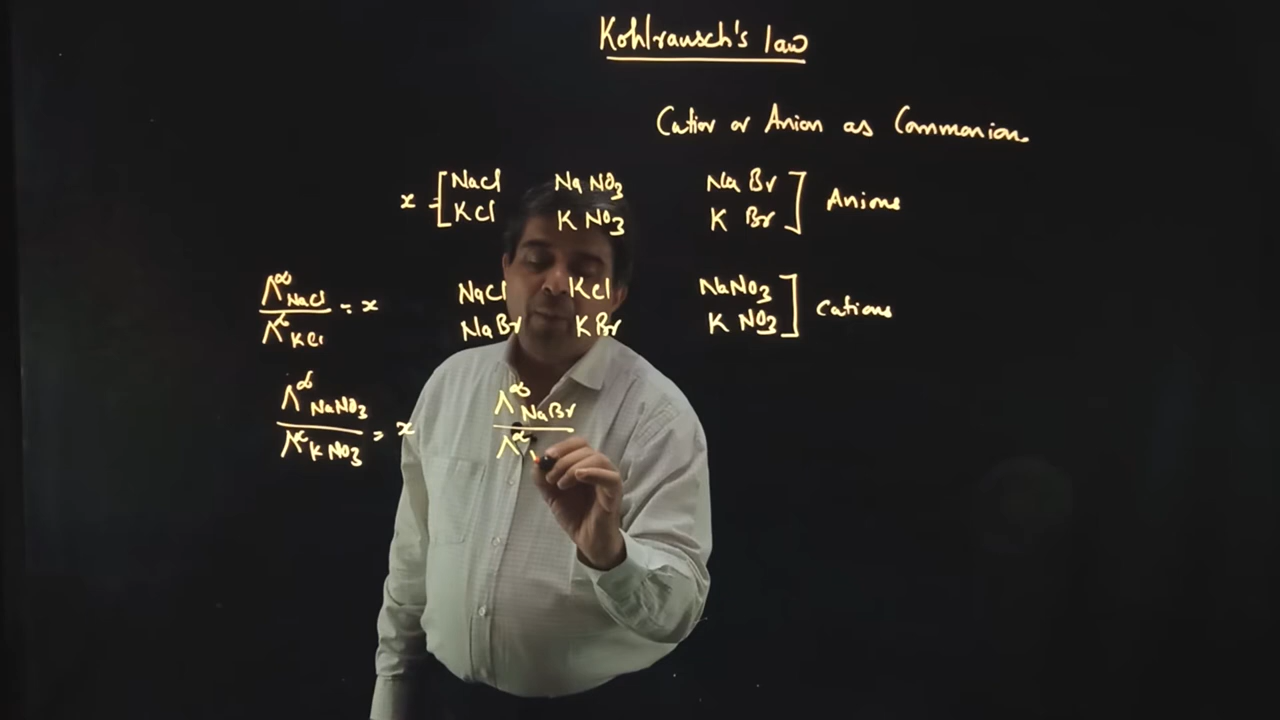 Kohlrausch's law
Cation or Anion as Common ion
x = [ NaCl NaNO3 NaBr ] Anions
KCl KNO3 K Br
Λ∞ NaCl / Λ∞ KCl = x
NaCl KCl NaNO3 ] Cations
NaBr KBr KNO3
Λ∞ NaNO3 / Λ∞ KNO3 = x
Λ∞ NaBr / Λ∞